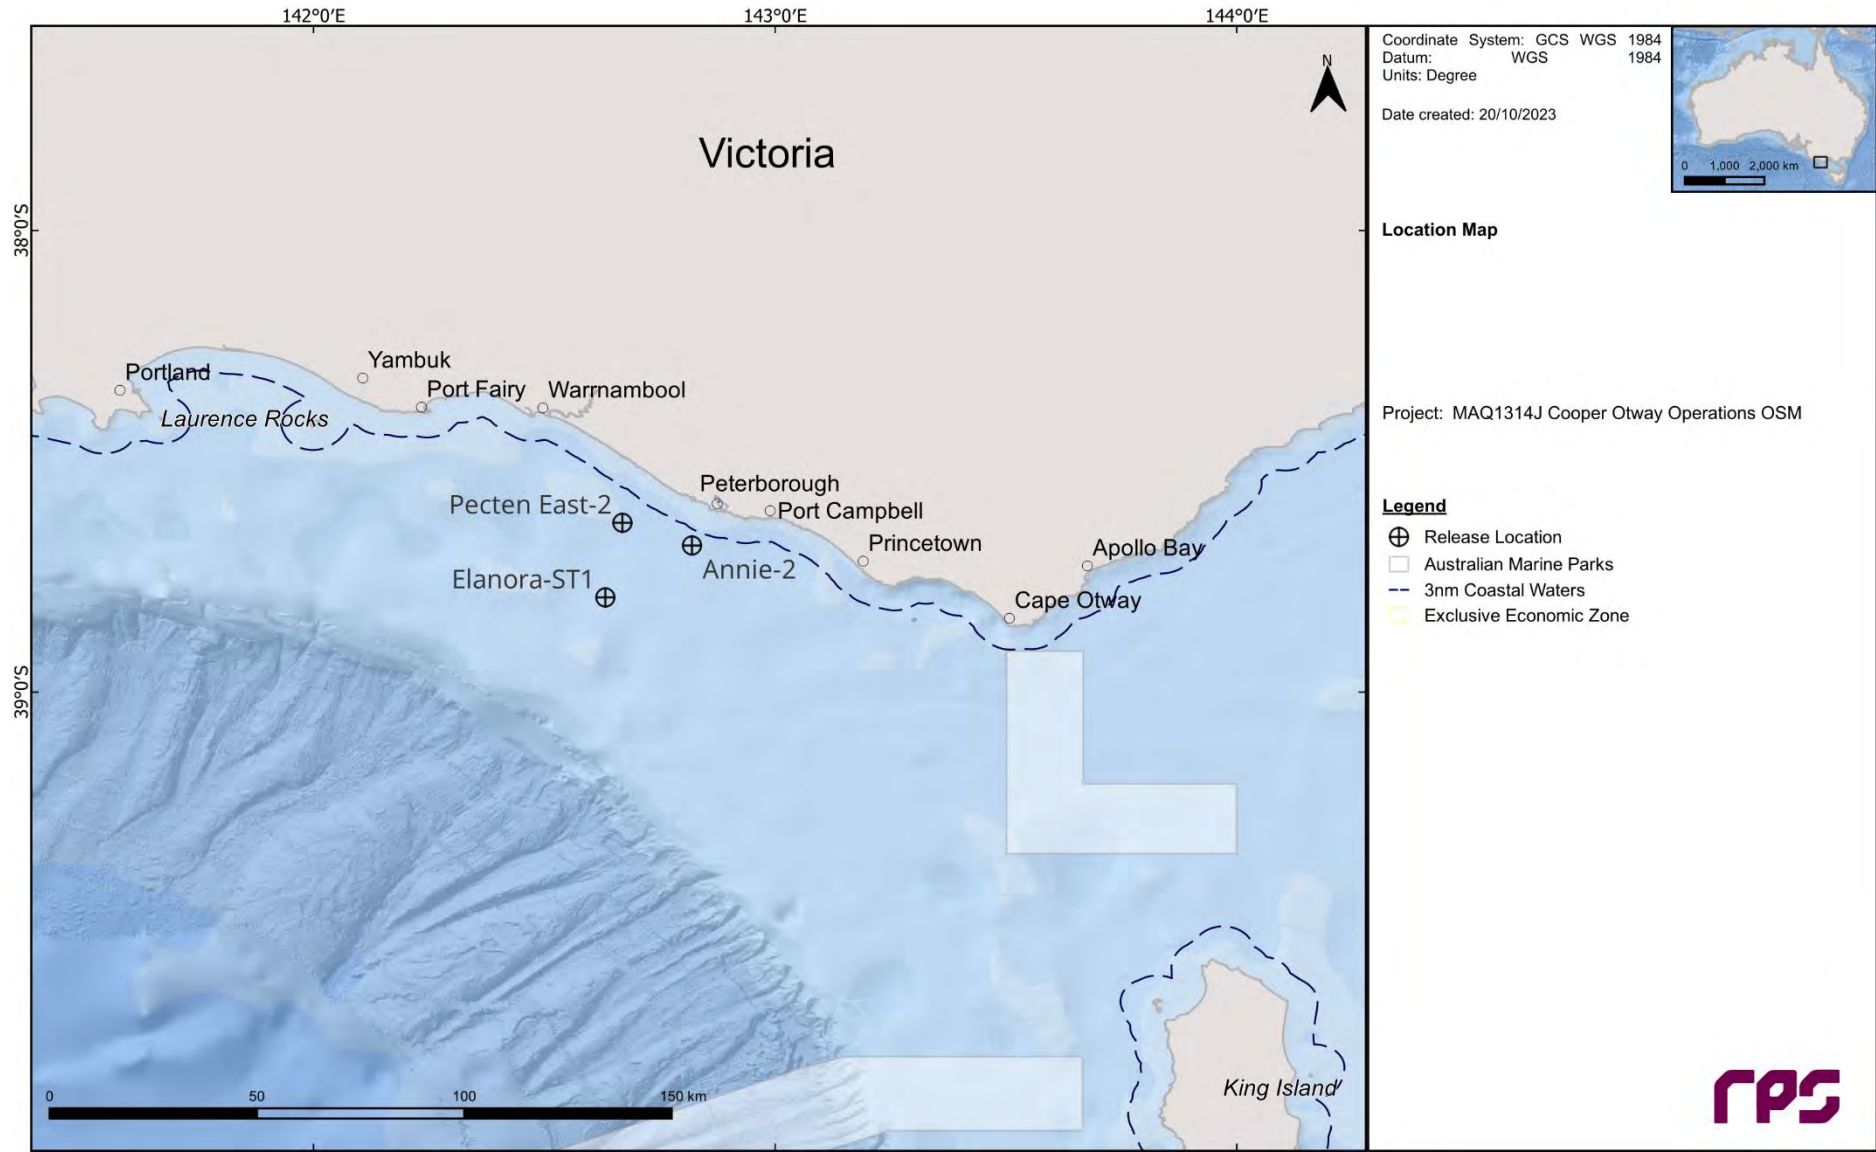 142°0'E
143°0'E
144°0'E
38°0'S
39°0'S
N
Victoria
Portland
Yambuk
Port Fairy
Warrnambool
Laurence Rocks
Peterborough
Pecten East-2
Port Campbell
Princetown
Apollo Bay
Annie-2
Elanora-ST1
Cape Otway
King Island
0 50 100 150 km
Coordinate System: GCS WGS 1984
Datum: WGS 1984
Units: Degree
Date created: 20/10/2023
0 1,000 2,000 km
Location Map
Project: MAQ1314J Cooper Otway Operations OSM
Legend
Release Location
Australian Marine Parks
3nm Coastal Waters
Exclusive Economic Zone
rps